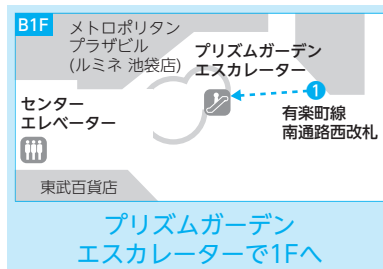 B1F
メトロポリタン
プラザビル
(ルミネ 池袋店)
プリズムガーデン
エスカレーター
1
センター
エレベーター
有楽町線
南通路西改札
東武百貨店
プリズムガーデン
エスカレーターで1Fへ